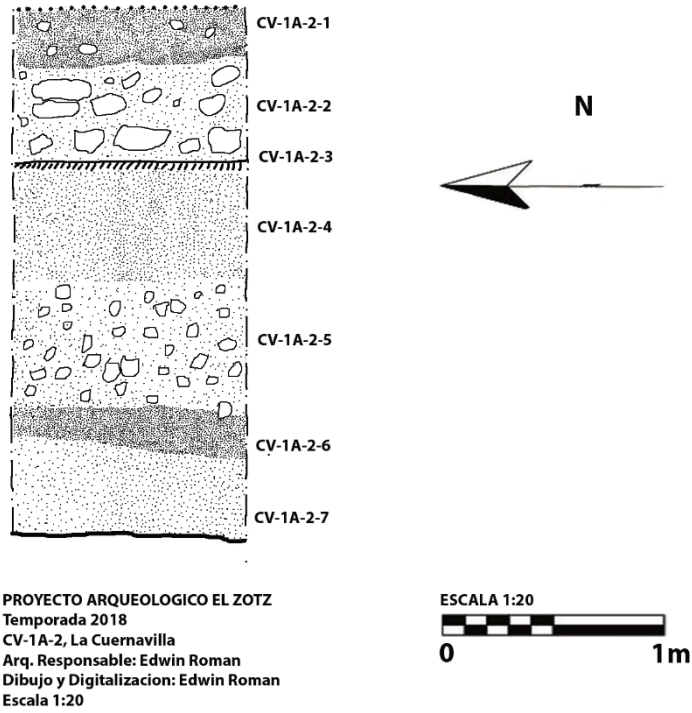 CV-1A-2-1
CV-1A-2-2
N
CV-1A-2-3
CV-1A-2-4
CV-1A-2-5
CV-1A-2-6
CV-1A-2-7
PROYECTO ARQUEOLOGICO EL ZOTZ
Temporada 2018
CV-1A-2, La Cuernavilla
Arq. Responsable: Edwin Roman
Dibujo y Digitalizacion: Edwin Roman
Escala 1:20
ESCALA 1:20
0 1m